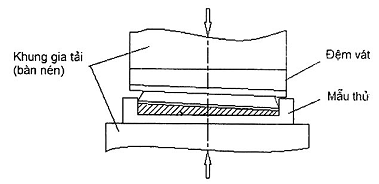 Khung gia tải
(bàn nén)
Đệm vát
Mẫu thử